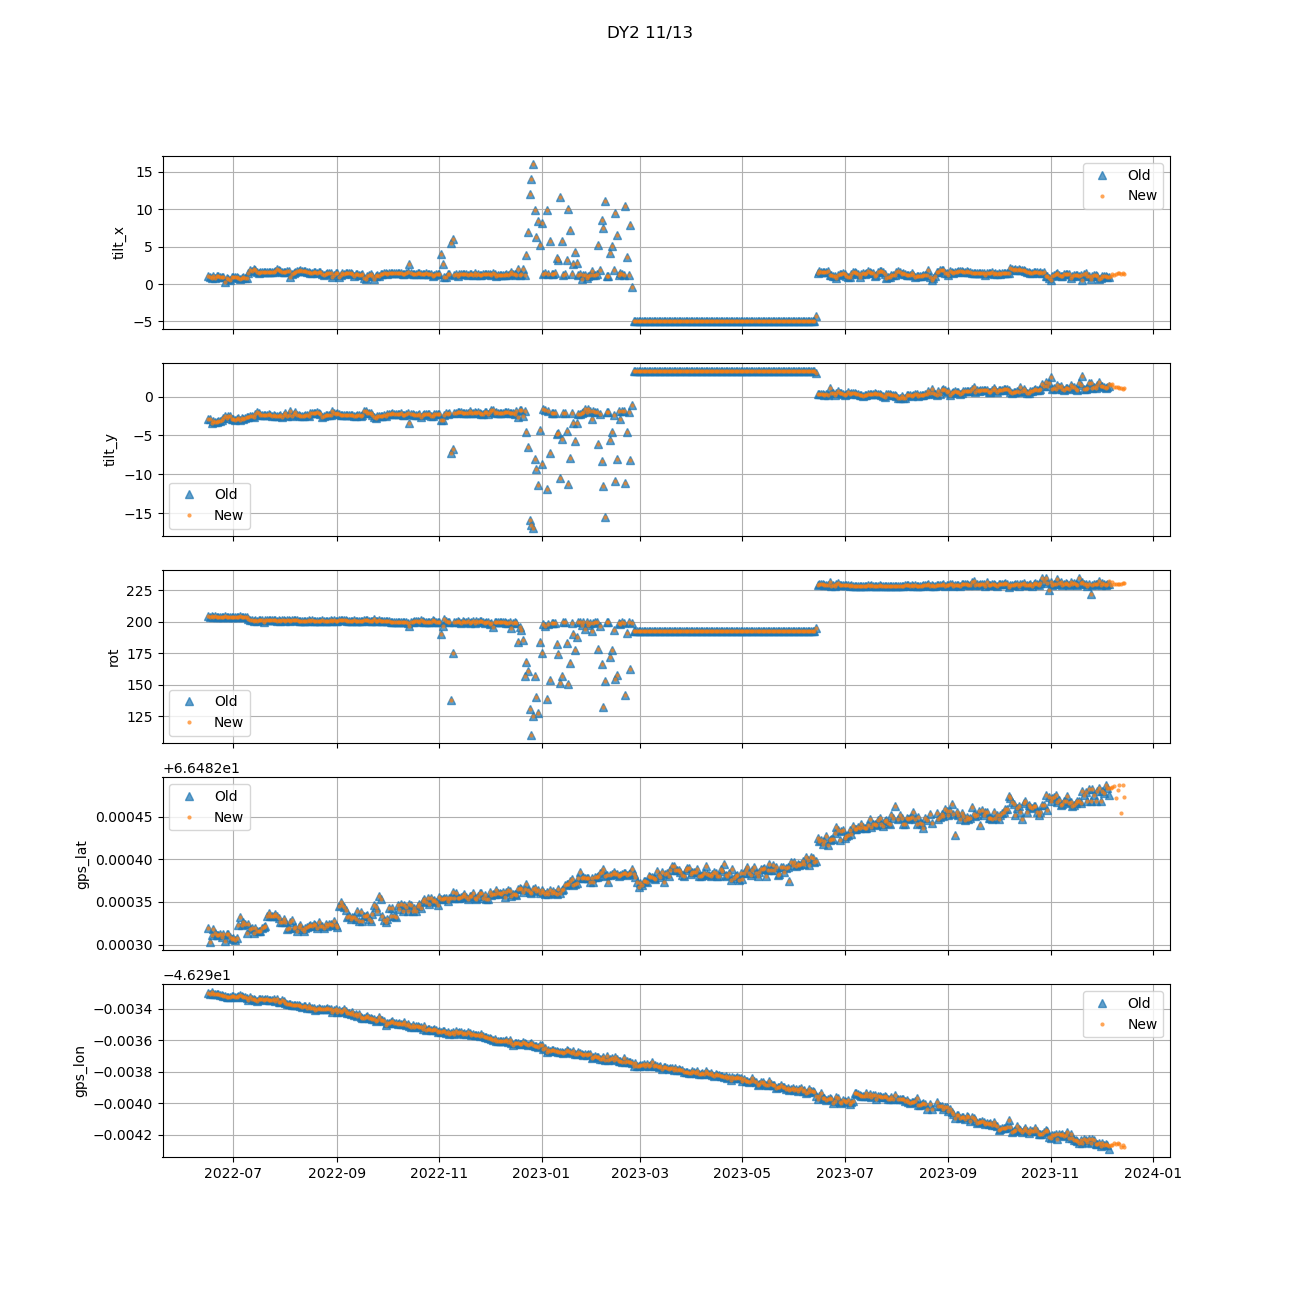 DY2 11/13
15
10
5
0
−5
tilt_x
Old
New
0
−5
−10
−15
tilt_y
Old
New
225
200
175
150
125
rot
Old
New
+6.6482e1
0.00045
0.00040
0.00035
0.00030
gps_lat
Old
New
−4.629e1
−0.0034
−0.0036
−0.0038
−0.0040
−0.0042
gps_lon
Old
New
2022-07 2022-09 2022-11 2023-01 2023-03 2023-05 2023-07 2023-09 2023-11 2024-01